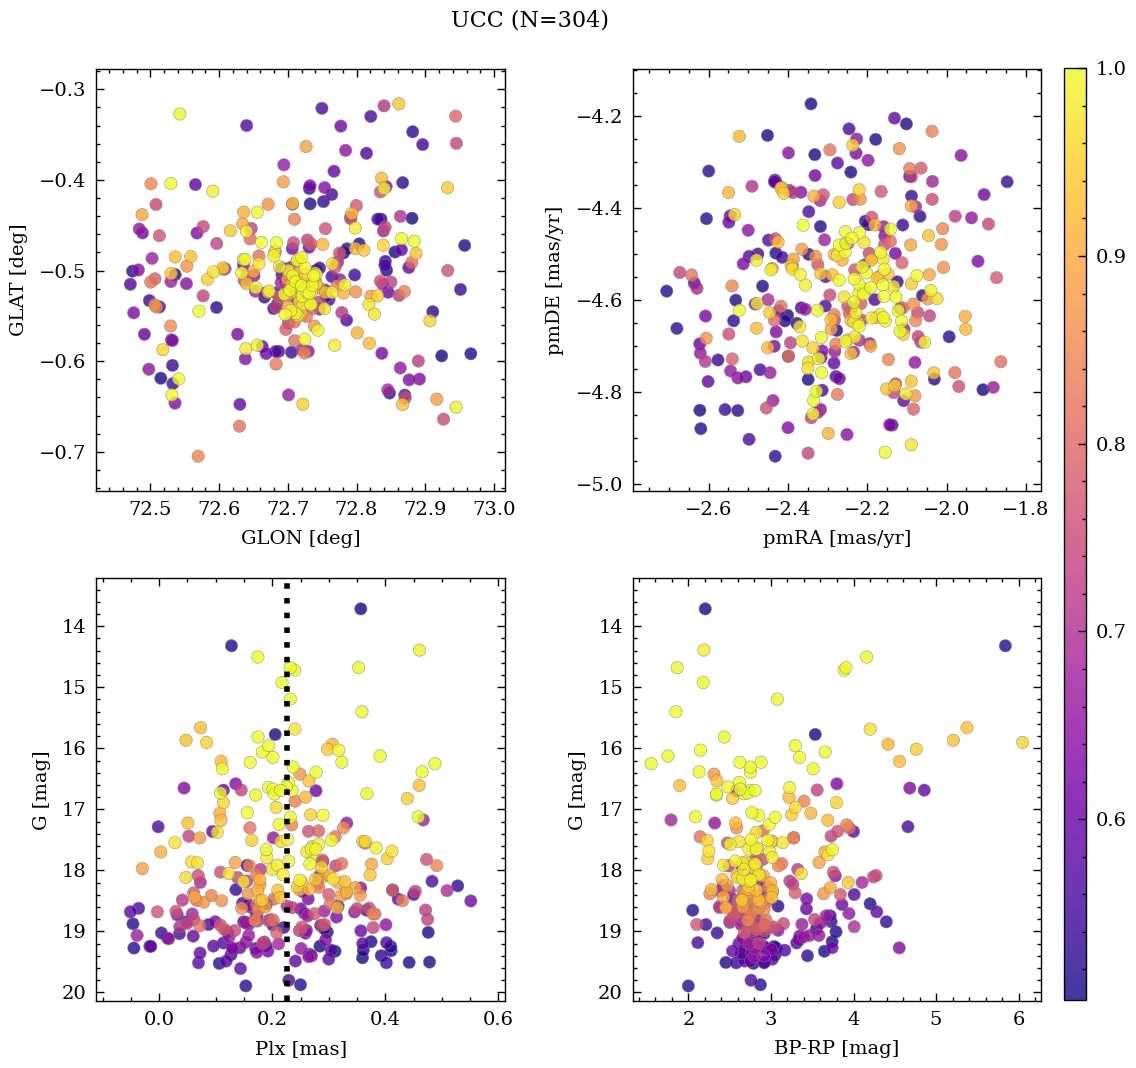 UCC (N=304)
−0.3
−0.4
−0.5
−0.6
−0.7
GLAT [deg]
72.5 72.6 72.7 72.8 72.9 73.0
GLON [deg]
−4.2
−4.4
−4.6
−4.8
−5.0
pmDE [mas/yr]
−2.6 −2.4 −2.2 −2.0 −1.8
pmRA [mas/yr]
14
15
16
17
18
19
20
G [mag]
0.0 0.2 0.4 0.6
Plx [mas]
14
15
16
17
18
19
20
G [mag]
2 3 4 5 6
BP-RP [mag]
1.0
0.9
0.8
0.7
0.6